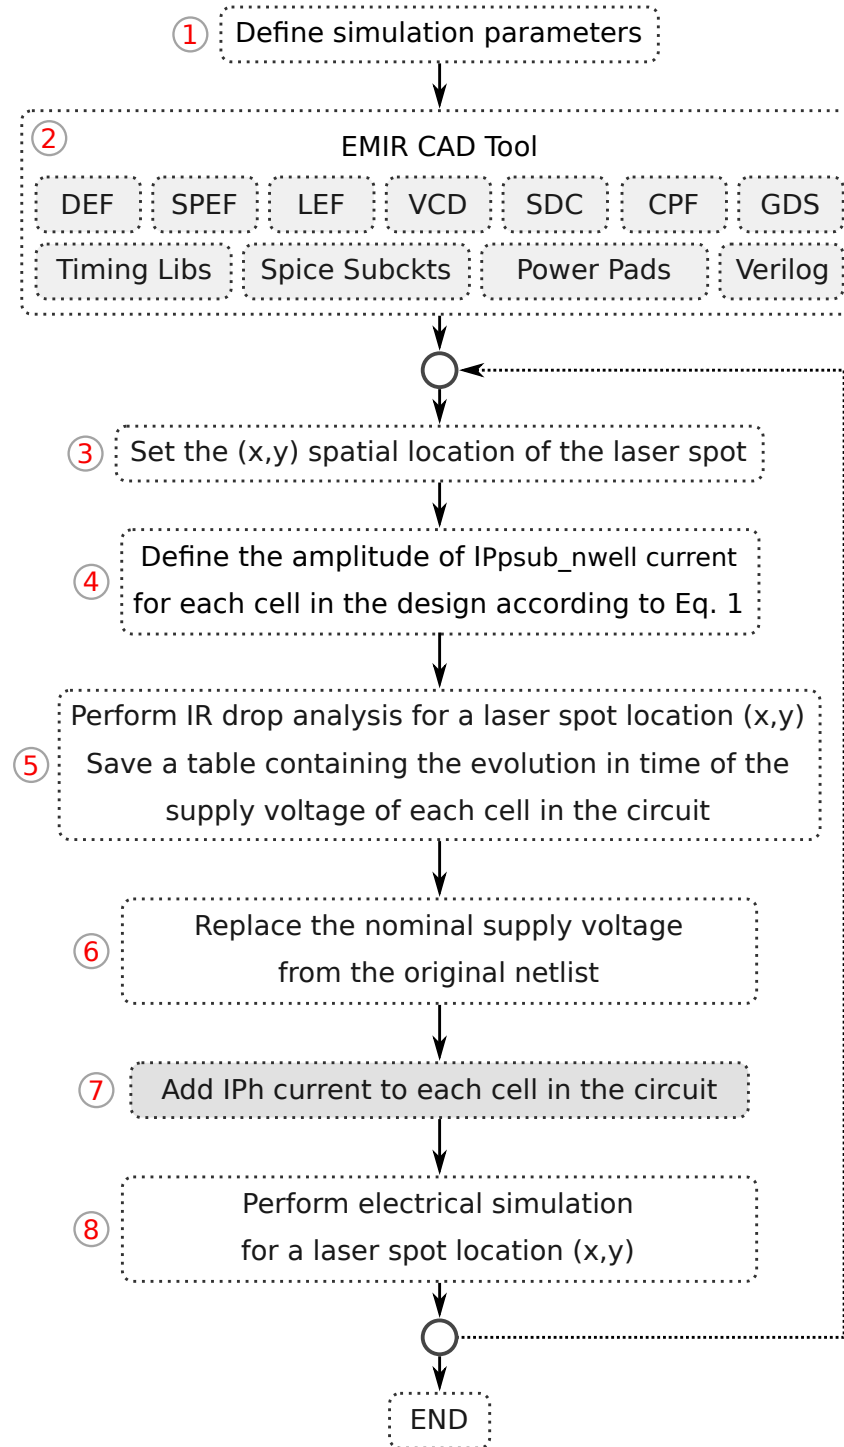 1 Define simulation parameters
2
EMIR CAD Tool
DEF SPEF LEF VCD SDC CPF GDS
Timing Libs Spice Subckts Power Pads Verilog
3 Set the (x,y) spatial location of the laser spot
Define the amplitude of IPpsub_nwell current
4
for each cell in the design according to Eq. 1
Perform IR drop analysis for a laser spot location (x,y)
5 Save a table containing the evolution in time of the
supply voltage of each cell in the circuit
Replace the nominal supply voltage
6
from the original netlist
7 Add IPh current to each cell in the circuit
Perform electrical simulation
8
for a laser spot location (x,y)
END